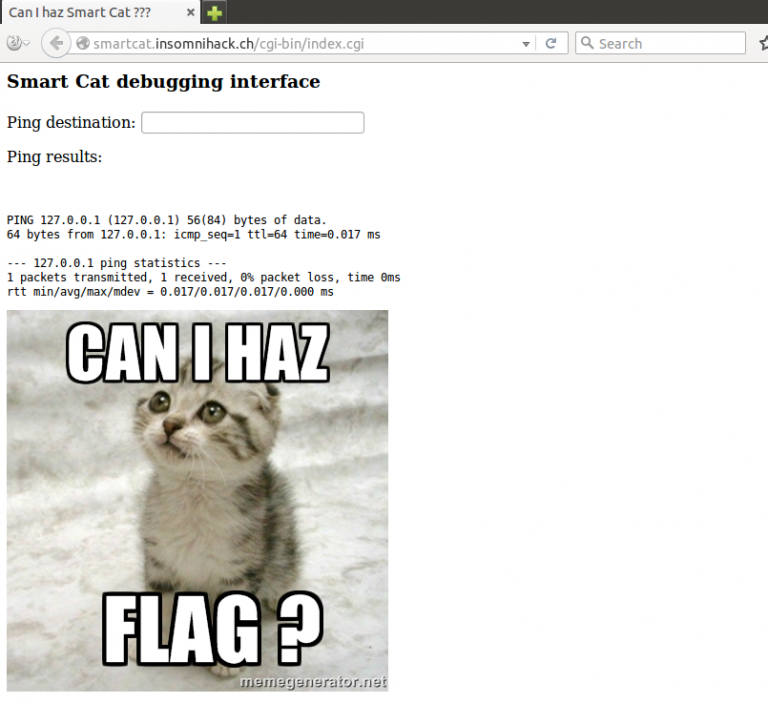 Can I haz Smart Cat ???
smartcat.insomnihack.ch/cgi-bin/index.cgi
Search
Smart Cat debugging interface
Ping destination:
Ping results:
PING 127.0.0.1 (127.0.0.1) 56(84) bytes of data.
64 bytes from 127.0.0.1: icmp_seq=1 ttl=64 time=0.017 ms
--- 127.0.0.1 ping statistics ---
1 packets transmitted, 1 received, 0% packet loss, time 0ms
rtt min/avg/max/mdev = 0.017/0.017/0.017/0.000 ms
CAN I HAZ
FLAG ?
memegenerator.net